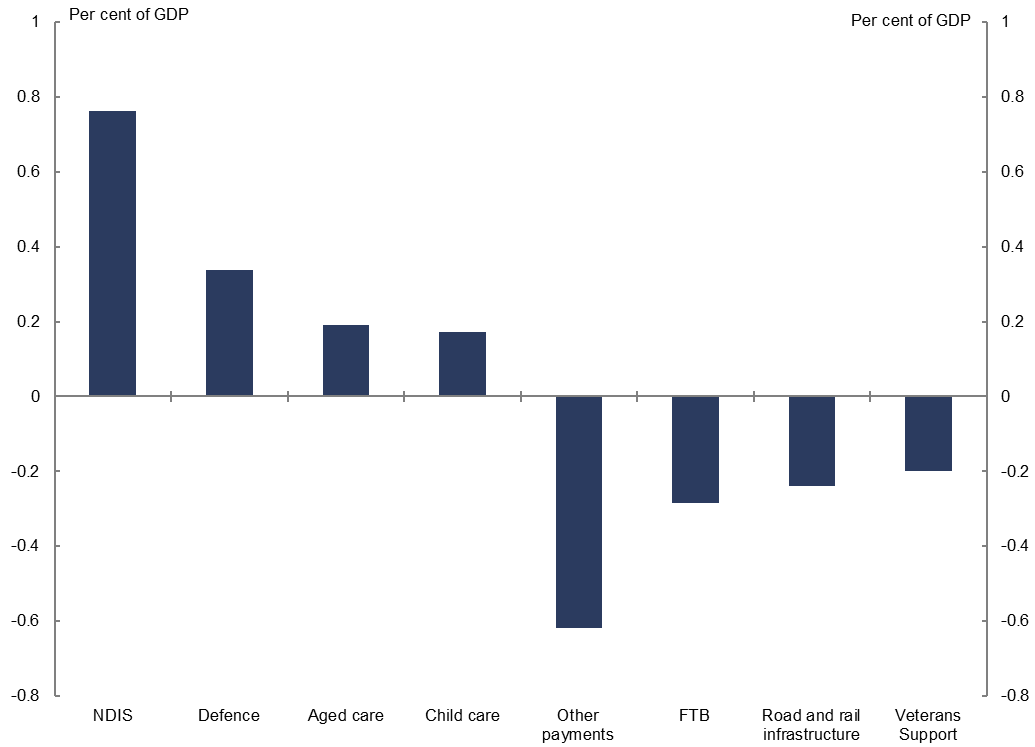 Per cent of GDP
Per cent of GDP
1
1
0.8
0.8
0.6
0.6
0.4
0.4
0.2
0.2
0
0
-0.2
-0.2
-0.4
-0.4
-0.6
-0.6
-0.8
-0.8
NDIS
Defence
Aged care
Child care
Other
payments
FTB
Road and rail
infrastructure
Veterans
Support